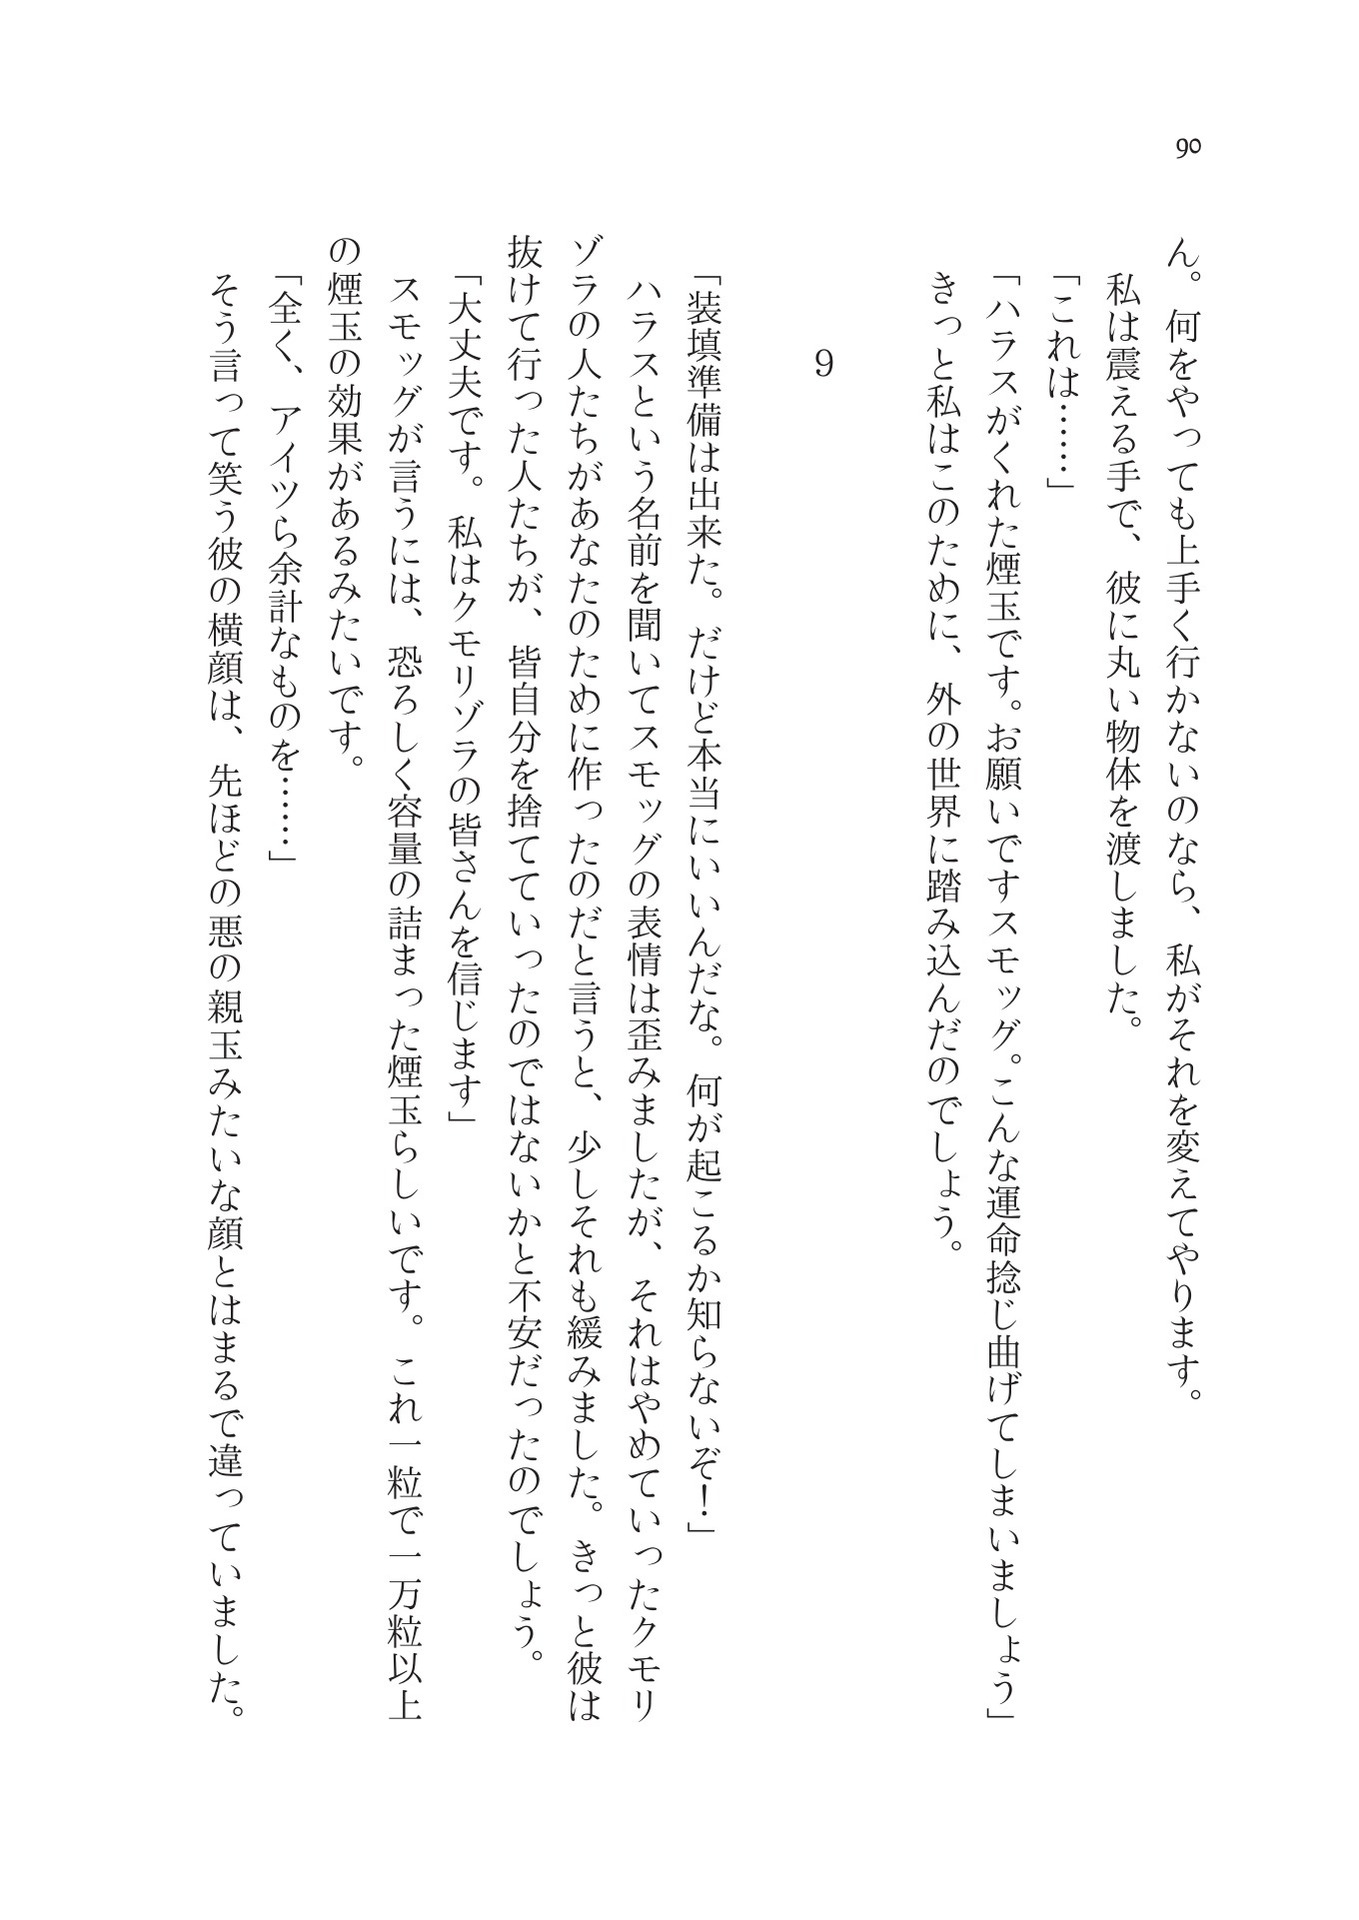 90
ん。何をやっても上手く行かないのなら、私がそれを変えてやります。
私は震える手で、彼に丸い物体を渡しました。
「これは……」
「ハラスがくれた煙玉です。お願いですスモッグ。こんな運命捻じ曲げてしまいましょう」
きっと私はこのために、外の世界に踏み込んだのでしょう。
9
「装填準備は出来た。だけど本当にいいんだな。何が起こるか知らないぞ！」
ハラスという名前を聞いてスモッグの表情は歪みましたが、それはやめていったクモリ
ゾラの人たちがあなたのために作ったのだと言うと、少しそれも緩みました。きっと彼は
抜けて行った人たちが、皆自分を捨てていったのではないかと不安だったのでしょう。
「大丈夫です。私はクモリゾラの皆さんを信じます」
スモッグが言うには、恐ろしく容量の詰まった煙玉らしいです。これ一粒で一万粒以上
の煙玉の効果があるみたいです。
「全く、アイツら余計なものを……」
そう言って笑う彼の横顔は、先ほどの悪の親玉みたいな顔とはまるで違っていました。